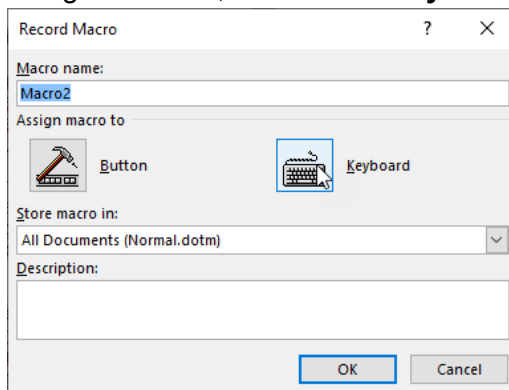 Record Macro ? ×
Macro name:
Macro2
Assign macro to
Button Keyboard
Store macro in:
All Documents (Normal.dotm)
Description:
OK Cancel